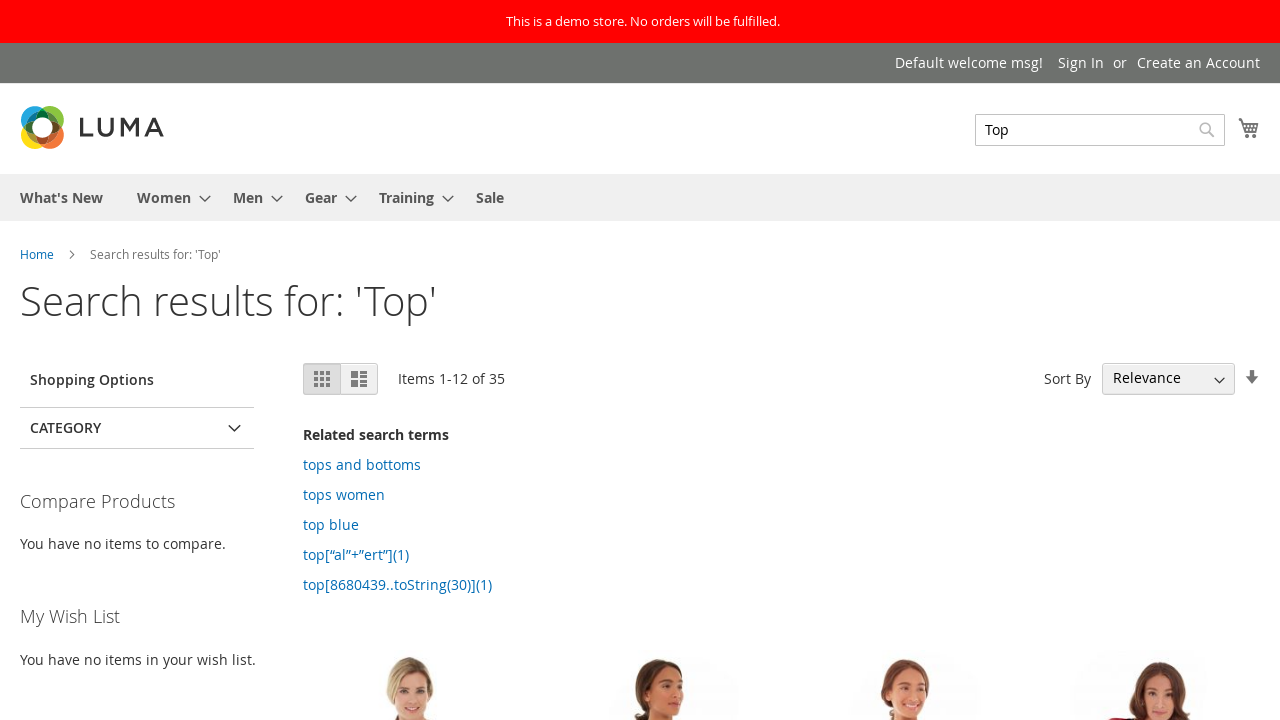 This is a demo store. No orders will be fulfilled.
Default welcome msg! Sign In or Create an Account
LUMA
Top
What's New Women Men Gear Training Sale
Home Search results for: 'Top'
Search results for: 'Top'
Shopping Options
Items 1-12 of 35
Sort By Relevance
CATEGORY
Related search terms
tops and bottoms
tops women
top blue
top[“al”+”ert”](1)
top[8680439..toString(30)](1)
Compare Products
You have no items to compare.
My Wish List
You have no items in your wish list.